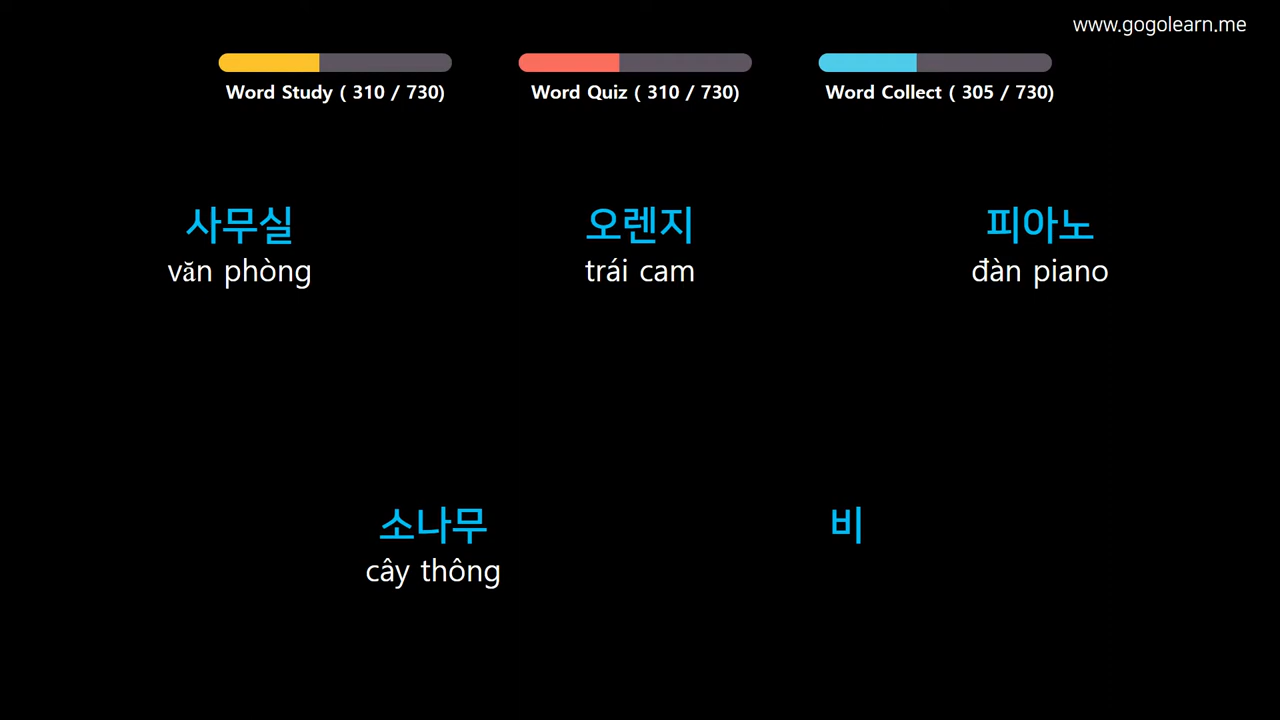 www.gogolearn.me
Word Study ( 310 / 730)
Word Quiz ( 310 / 730)
Word Collect ( 305 / 730)
사무실
văn phòng
오렌지
trái cam
피아노
đàn piano
소나무
cây thông
비